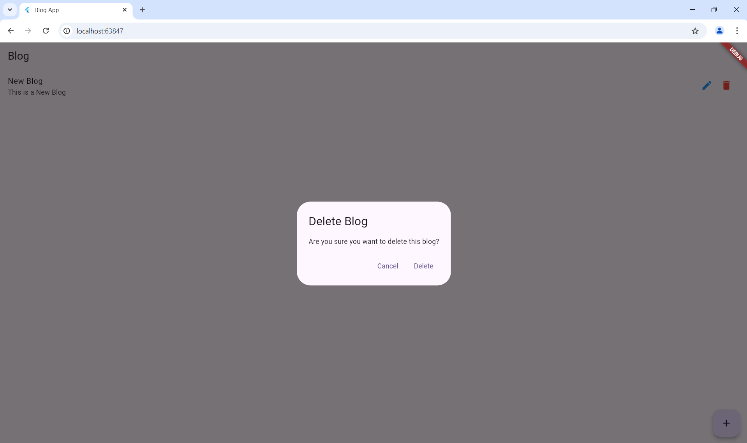 Blog App
localhost:63847
Blog
DEBUG
New Blog
This is a New Blog
Delete Blog
Are you sure you want to delete this blog?
Cancel Delete